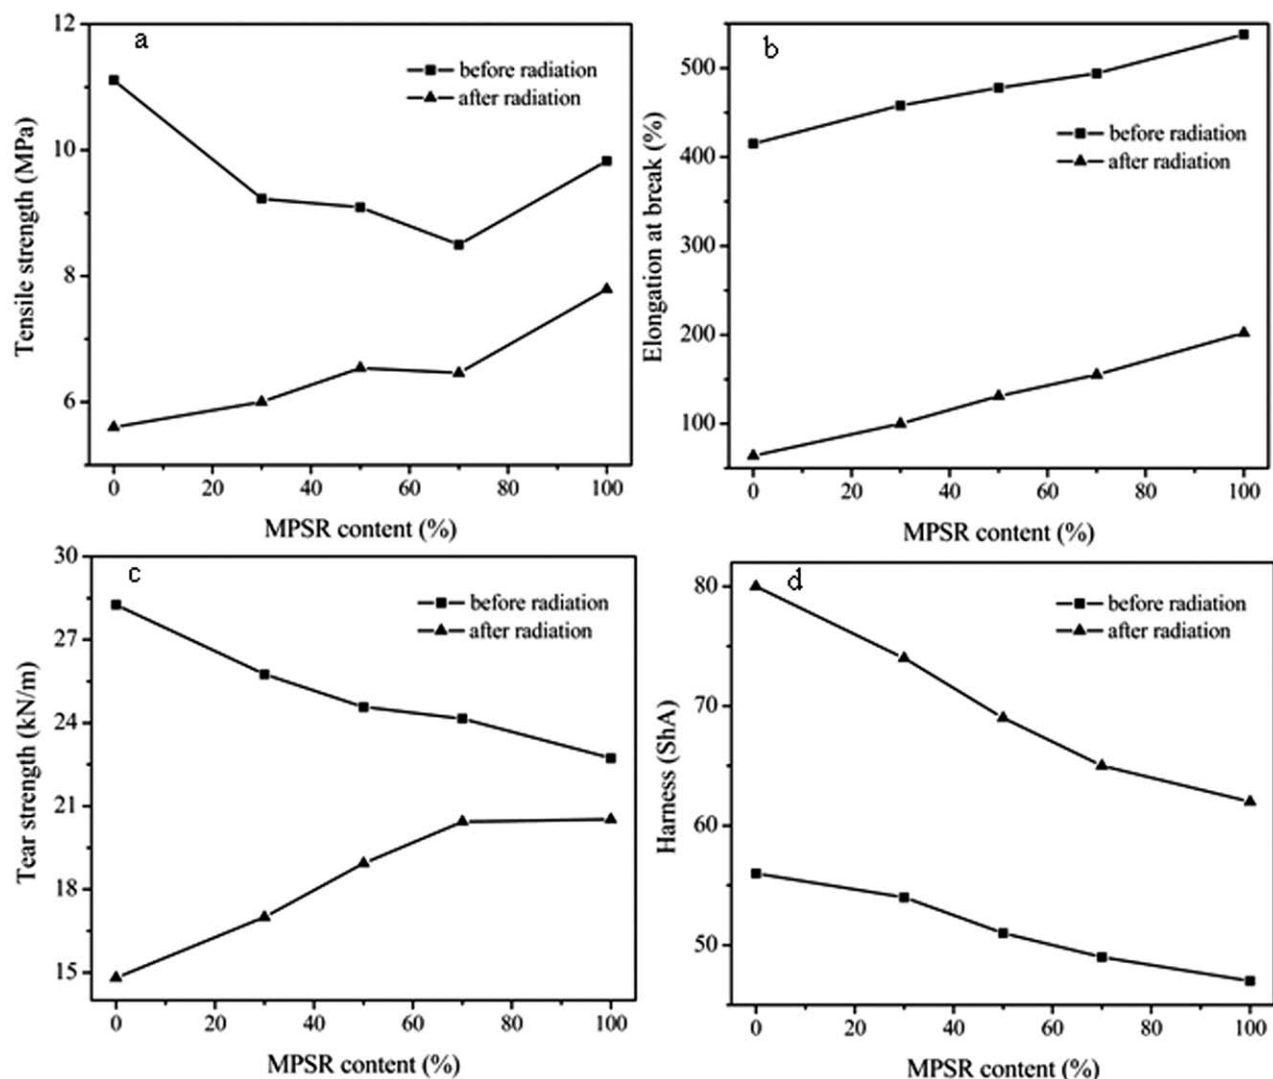 a
before radiation
after radiation
Tensile strength (MPa)
12
10
8
6
0 20 40 60 80 100
MPSR content (%)
b
before radiation
after radiation
Elongation at break (%)
500
400
300
200
100
0 20 40 60 80 100
MPSR content (%)
c
before radiation
after radiation
Tear strength (kN/m)
30
27
24
21
18
15
0 20 40 60 80 100
MPSR content (%)
d
before radiation
after radiation
Harness (ShA)
80
70
60
50
0 20 40 60 80 100
MPSR content (%)